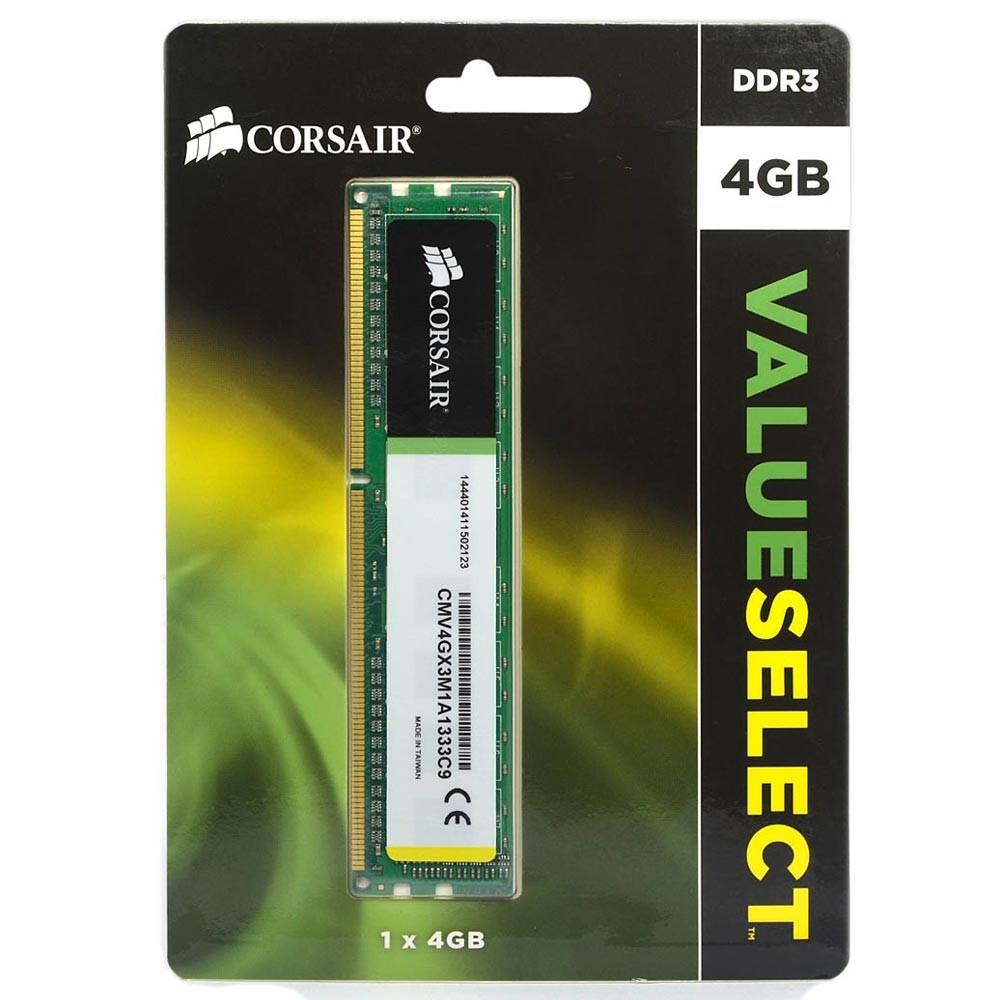 CORSAIR®
DDR3
4GB
VALUESELECT™
CORSAIR
144401411502123
CMV4GX3M1A1333C9
MADE IN TAIWAN
CE
1 x 4GB